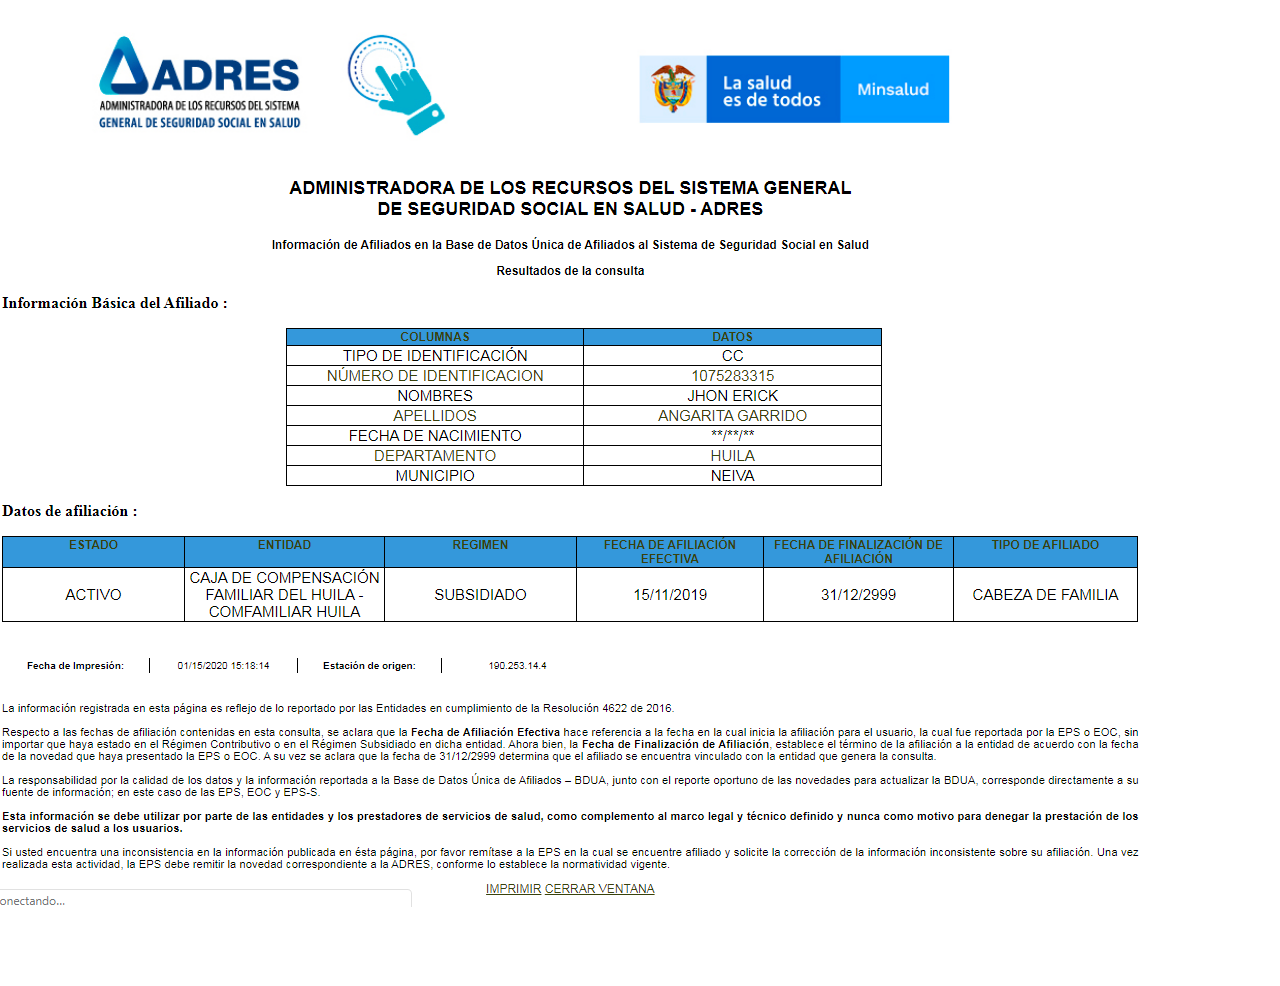 ADRES
ADMINISTRADORA DE LOS RECURSOS DEL SISTEMA
GENERAL DE SEGURIDAD SOCIAL EN SALUD
La salud
es de todos
Minsalud
ADMINISTRADORA DE LOS RECURSOS DEL SISTEMA GENERAL
DE SEGURIDAD SOCIAL EN SALUD - ADRES
Información de Afiliados en la Base de Datos Única de Afiliados al Sistema de Seguridad Social en Salud
Resultados de la consulta
Información Básica del Afiliado :
COLUMNAS DATOS
TIPO DE IDENTIFICACIÓN CC
NÚMERO DE IDENTIFICACION 1075283315
NOMBRES JHON ERICK
APELLIDOS ANGARITA GARRIDO
FECHA DE NACIMIENTO **/**/**
DEPARTAMENTO HUILA
MUNICIPIO NEIVA
Datos de afiliación :
ESTADO ENTIDAD REGIMEN FECHA DE AFILIACIÓN EFECTIVA FECHA DE FINALIZACIÓN DE AFILIACIÓN TIPO DE AFILIADO
ACTIVO CAJA DE COMPENSACIÓN FAMILIAR DEL HUILA - COMFAMILIAR HUILA SUBSIDIADO 15/11/2019 31/12/2999 CABEZA DE FAMILIA
Fecha de Impresión: 01/15/2020 15:18:14 Estación de origen: 190.253.14.4
La información registrada en esta página es reflejo de lo reportado por las Entidades en cumplimiento de la Resolución 4622 de 2016.
Respecto a las fechas de afiliación contenidas en esta consulta, se aclara que la Fecha de Afiliación Efectiva hace referencia a la fecha en la cual inicia la afiliación para el usuario, la cual fue reportada por la EPS o EOC, sin
importar que haya estado en el Régimen Contributivo o en el Régimen Subsidiado en dicha entidad. Ahora bien, la Fecha de Finalización de Afiliación, establece el término de la afiliación a la entidad de acuerdo con la fecha
de la novedad que haya presentado la EPS o EOC. A su vez se aclara que la fecha de 31/12/2999 determina que el afiliado se encuentra vinculado con la entidad que genera la consulta.
La responsabilidad por la calidad de los datos y la información reportada a la Base de Datos Única de Afiliados – BDUA, junto con el reporte oportuno de las novedades para actualizar la BDUA, corresponde directamente a su
fuente de información; en este caso de las EPS, EOC y EPS-S.
Esta información se debe utilizar por parte de las entidades y los prestadores de servicios de salud, como complemento al marco legal y técnico definido y nunca como motivo para denegar la prestación de los
servicios de salud a los usuarios.
Si usted encuentra una inconsistencia en la información publicada en ésta página, por favor remítase a la EPS en la cual se encuentre afiliado y solicite la corrección de la información inconsistente sobre su afiliación. Una vez
realizada esta actividad, la EPS debe remitir la novedad correspondiente a la ADRES, conforme lo establece la normatividad vigente.
IMPRIMIR CERRAR VENTANA
onectando...